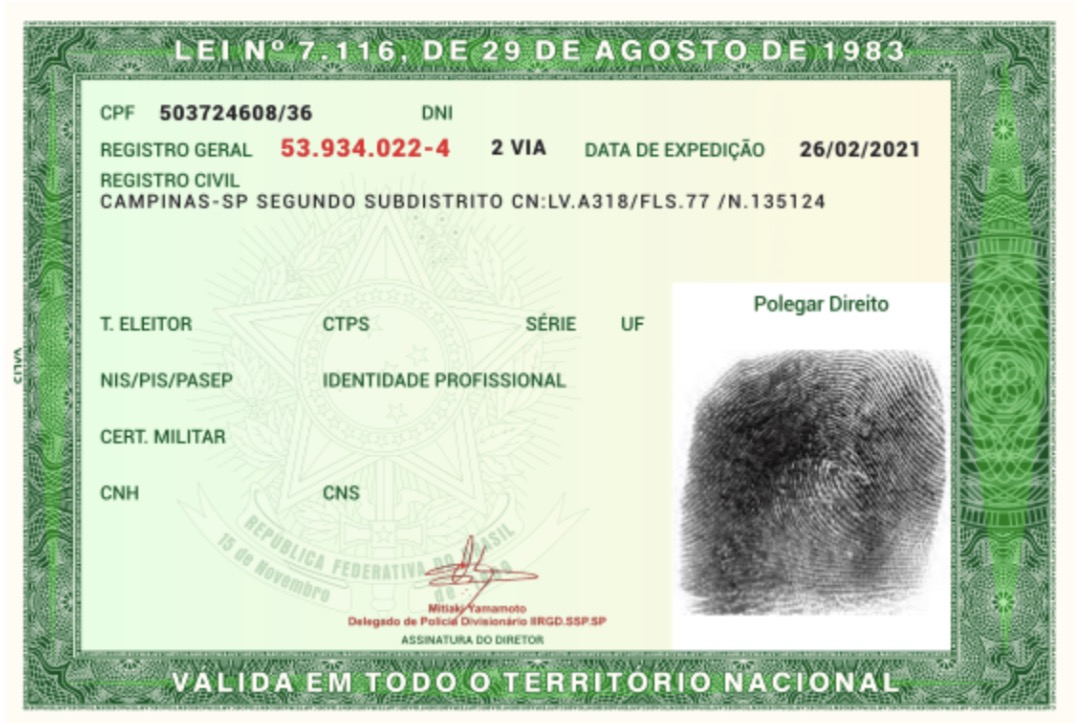 LEI Nº 7.116, DE 29 DE AGOSTO DE 1983
CPF 503724608/36 DNI
REGISTRO GERAL 53.934.022-4 2 VIA DATA DE EXPEDIÇÃO 26/02/2021
REGISTRO CIVIL
CAMPINAS-SP SEGUNDO SUBDISTRITO CN:LV.A318/FLS.77 /N.135124
Polegar Direito
T. ELEITOR CTPS SÉRIE UF
NIS/PIS/PASEP IDENTIDADE PROFISSIONAL
CERT. MILITAR
CNH CNS
REPUBLICA FEDERATIVA DO BRASIL
15 de Novembro de
Mitiaki Yamamoto
Delegado de Polícia Divisionário IIRGD.SSP.SP
ASSINATURA DO DIRETOR
VÁLIDA EM TODO O TERRITÓRIO NACIONAL